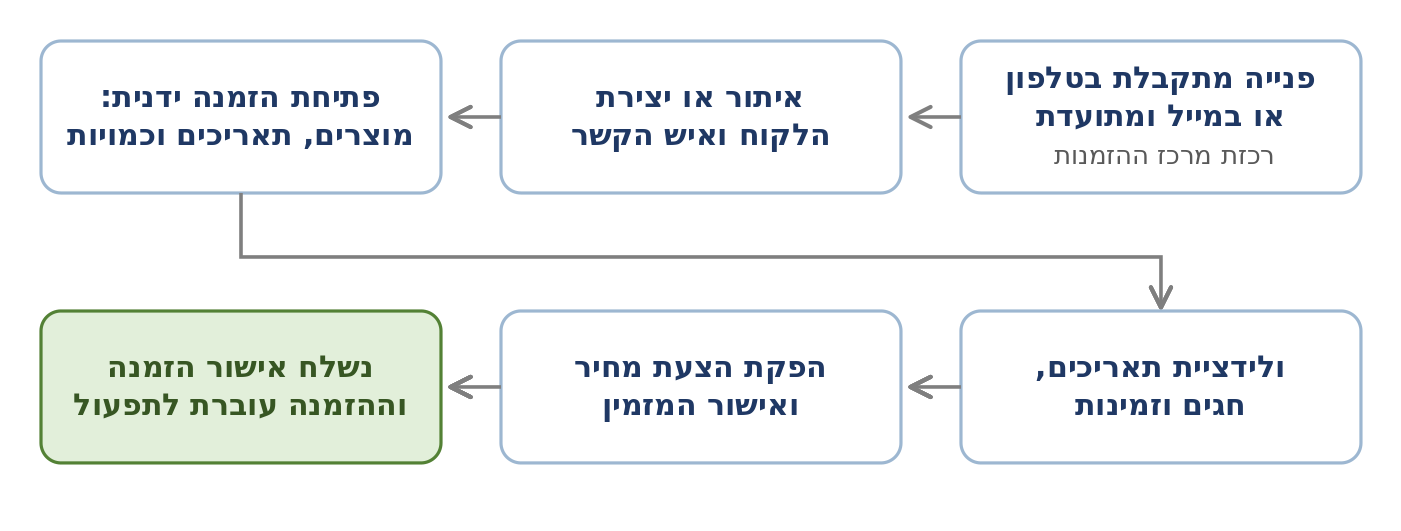 פנייה מתקבלת בטלפון
או במייל ומתועדת
רכזת מרכז ההזמנות
איתור או יצירת
הלקוח ואיש הקשר
פתיחת הזמנה ידנית:
מוצרים, תאריכים וכמויות
ולידציית תאריכים,
חגים וזמינות
הפקת הצעת מחיר
ואישור המזמין
נשלח אישור הזמנה
וההזמנה עוברת לתפעול